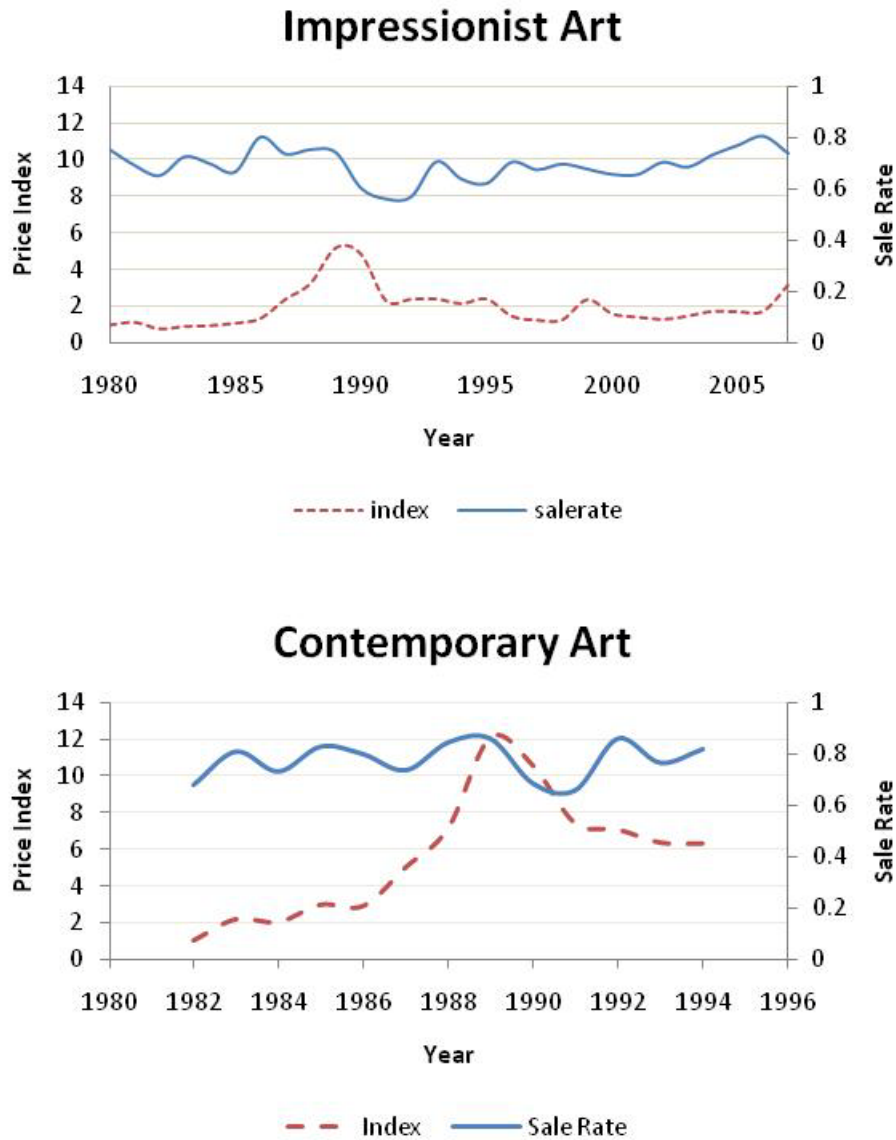 Impressionist Art
14
12
10
8
6
4
2
0
Price Index
1
0.8
0.6
0.4
0.2
0
Sale Rate
1980 1985 1990 1995 2000 2005
Year
index salerate
Contemporary Art
14
12
10
8
6
4
2
0
Price Index
1
0.8
0.6
0.4
0.2
0
Sale Rate
1980 1982 1984 1986 1988 1990 1992 1994 1996
Year
Index Sale Rate